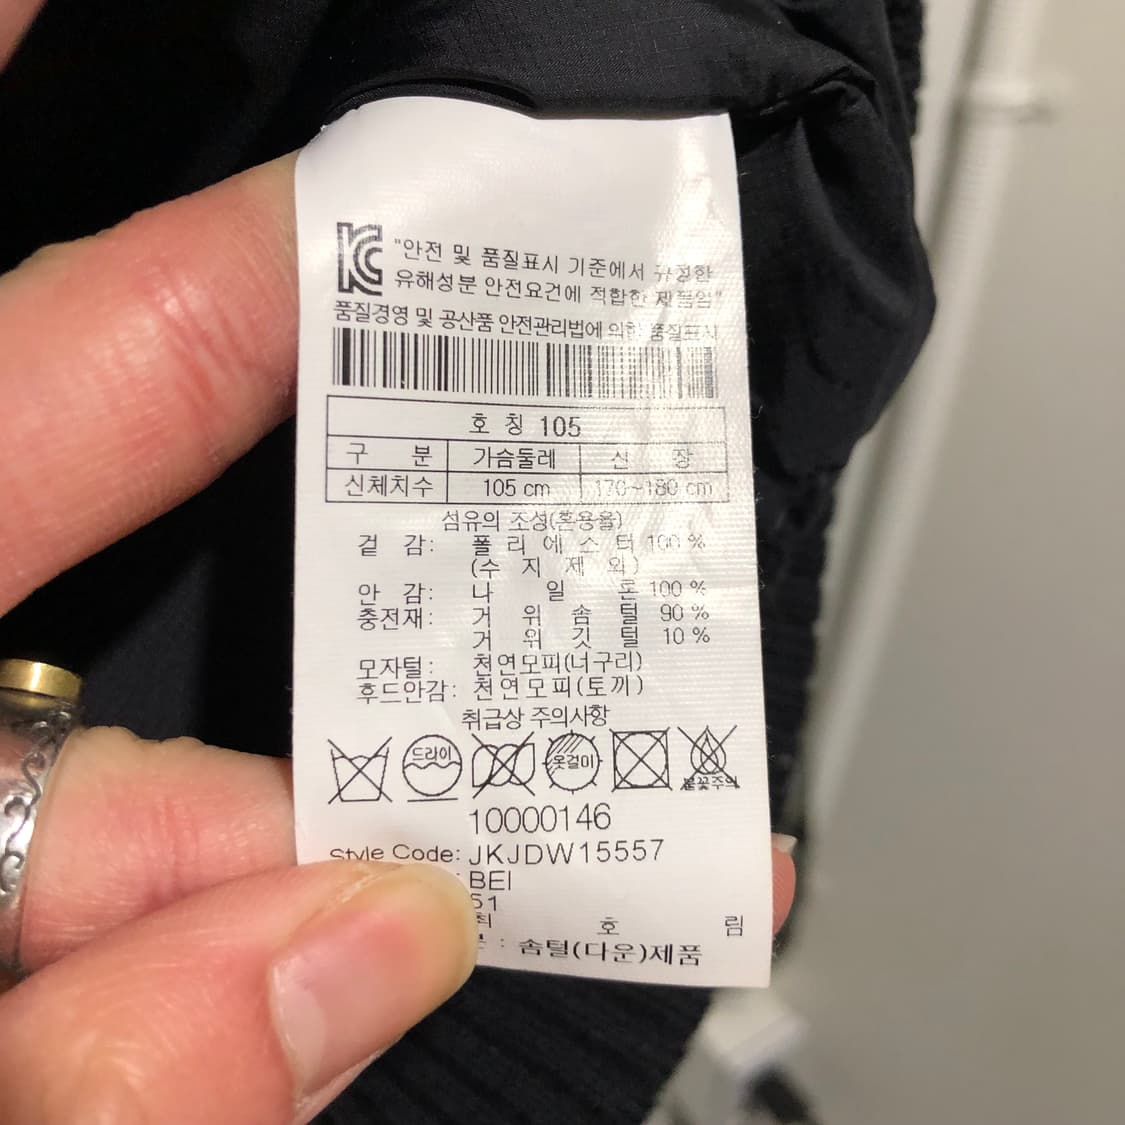 KC "안전 및 품질표시 기준에서 규정한
유해성분 안전요건에 적합한 제품임"
품질경영 및 공산품 안전관리법에 의한 품질표시
호 칭 105
구 분 가슴둘레 신 장
신체치수 105 cm 170~180 cm
섬유의 조성(혼용율)
겉 감: 폴 리 에 스 터 100 %
(수 지 제 외)
안 감: 나 일 론 100 %
충전재: 거 위 솜 털 90 %
거 위 깃 털 10 %
모자털: 천연모피(너구리)
후드안감: 천연모피(토끼)
취급상 주의사항
드라이 옷걸이 불꽃주의
10000146
Style Code: JKJDW15557
: BEI
51
호 림
: 솜털(다운)제품